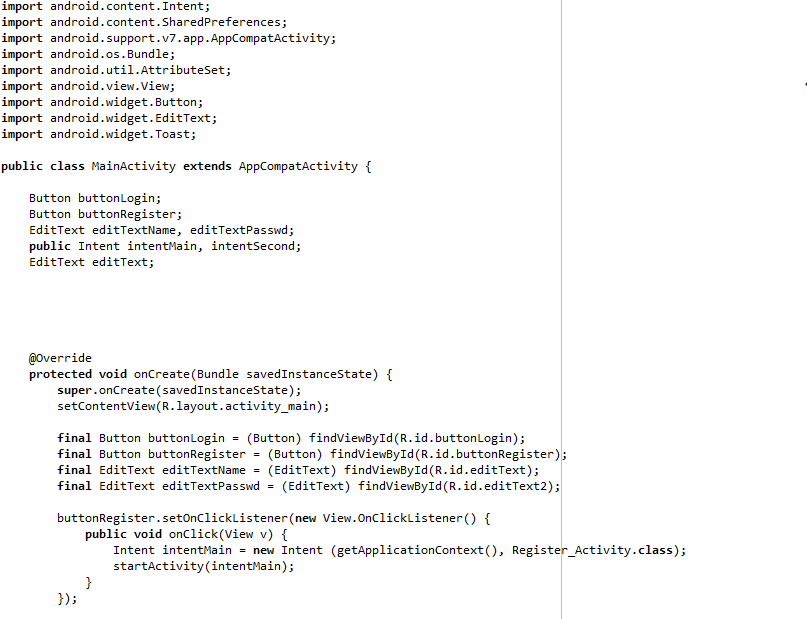 import android.content.Intent;
import android.content.SharedPreferences;
import android.support.v7.app.AppCompatActivity;
import android.os.Bundle;
import android.util.AttributeSet;
import android.view.View;
import android.widget.Button;
import android.widget.EditText;
import android.widget.Toast;

public class MainActivity extends AppCompatActivity {

    Button buttonLogin;
    Button buttonRegister;
    EditText editTextName, editTextPasswd;
    public Intent intentMain, intentSecond;
    EditText editText;

    @Override
    protected void onCreate(Bundle savedInstanceState) {
        super.onCreate(savedInstanceState);
        setContentView(R.layout.activity_main);

        final Button buttonLogin = (Button) findViewById(R.id.buttonLogin);
        final Button buttonRegister = (Button) findViewById(R.id.buttonRegister);
        final EditText editTextName = (EditText) findViewById(R.id.editText);
        final EditText editTextPasswd = (EditText) findViewById(R.id.editText2);

        buttonRegister.setOnClickListener(new View.OnClickListener() {
            public void onClick(View v) {
                Intent intentMain = new Intent (getApplicationContext(), Register_Activity.class);
                startActivity(intentMain);
            }
        });